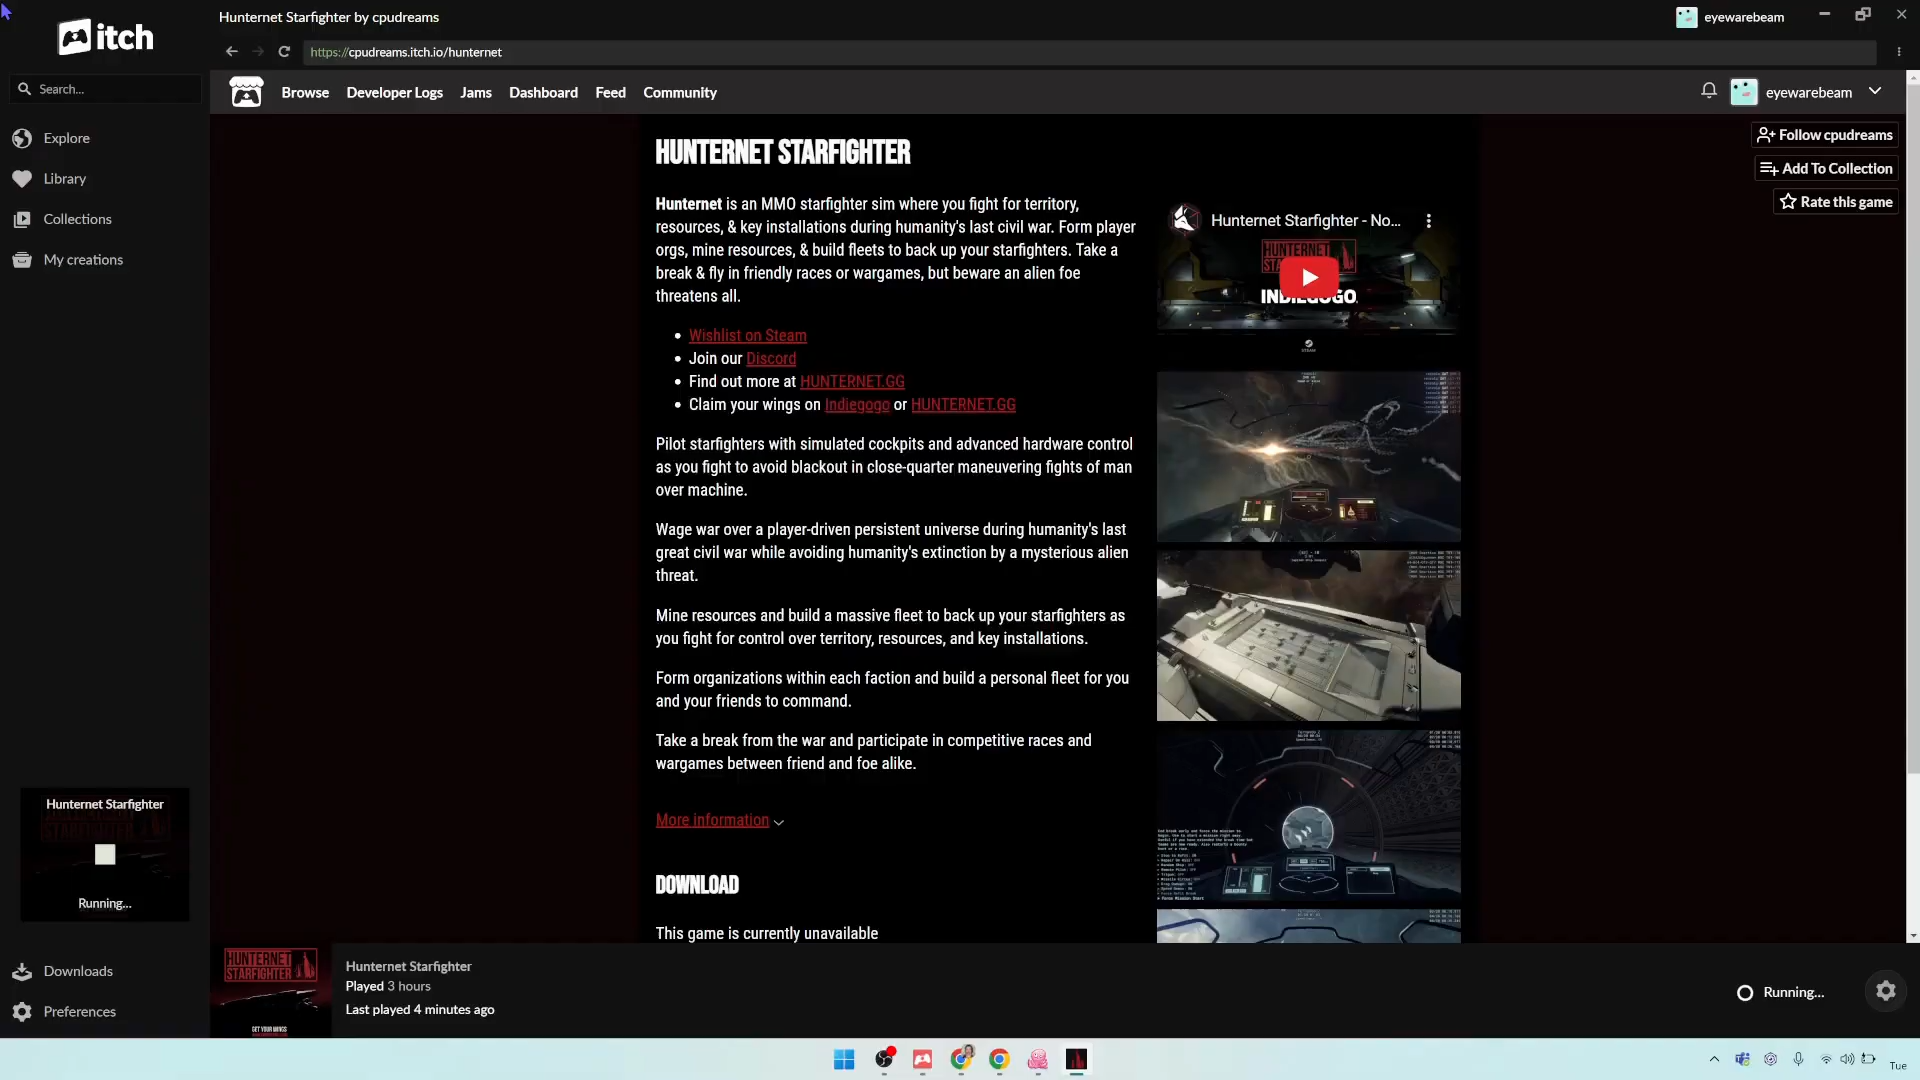 Hunternet Starfighter by cpudreams
eyewarebeam
itch
https://cpudreams.itch.io/hunternet
Search...
Browse
Developer Logs
Jams
Dashboard
Feed
Community
eyewarebeam
Explore
Library
Collections
My creations
Follow cpudreams
Add To Collection
Rate this game
HUNTERNET STARFIGHTER
Hunternet is an MMO starfighter sim where you fight for territory,
resources, & key installations during humanity's last civil war. Form player
orgs, mine resources, & build fleets to back up your starfighters. Take a
break & fly in friendly races or wargames, but beware an alien foe
threatens all.
• Wishlist on Steam
• Join our Discord
• Find out more at HUNTERNET.GG
• Claim your wings on Indiegogo or HUNTERNET.GG
Pilot starfighters with simulated cockpits and advanced hardware control
as you fight to avoid blackout in close-quarter maneuvering fights of man
over machine.
Wage war over a player-driven persistent universe during humanity's last
great civil war while avoiding humanity's extinction by a mysterious alien
threat.
Mine resources and build a massive fleet to back up your starfighters as
you fight for control over territory, resources, and key installations.
Form organizations within each faction and build a personal fleet for you
and your friends to command.
Take a break from the war and participate in competitive races and
wargames between friend and foe alike.
More information
DOWNLOAD
This game is currently unavailable
Hunternet Starfighter - No...
HUNTERNET
INDIEGOGO.
STEAM
Hunternet Starfighter
Running...
Downloads
Preferences
HUNTERNET
STARFIGHTER
GET YOUR WINGS
Hunternet Starfighter
Played 3 hours
Last played 4 minutes ago
Running...
Tue